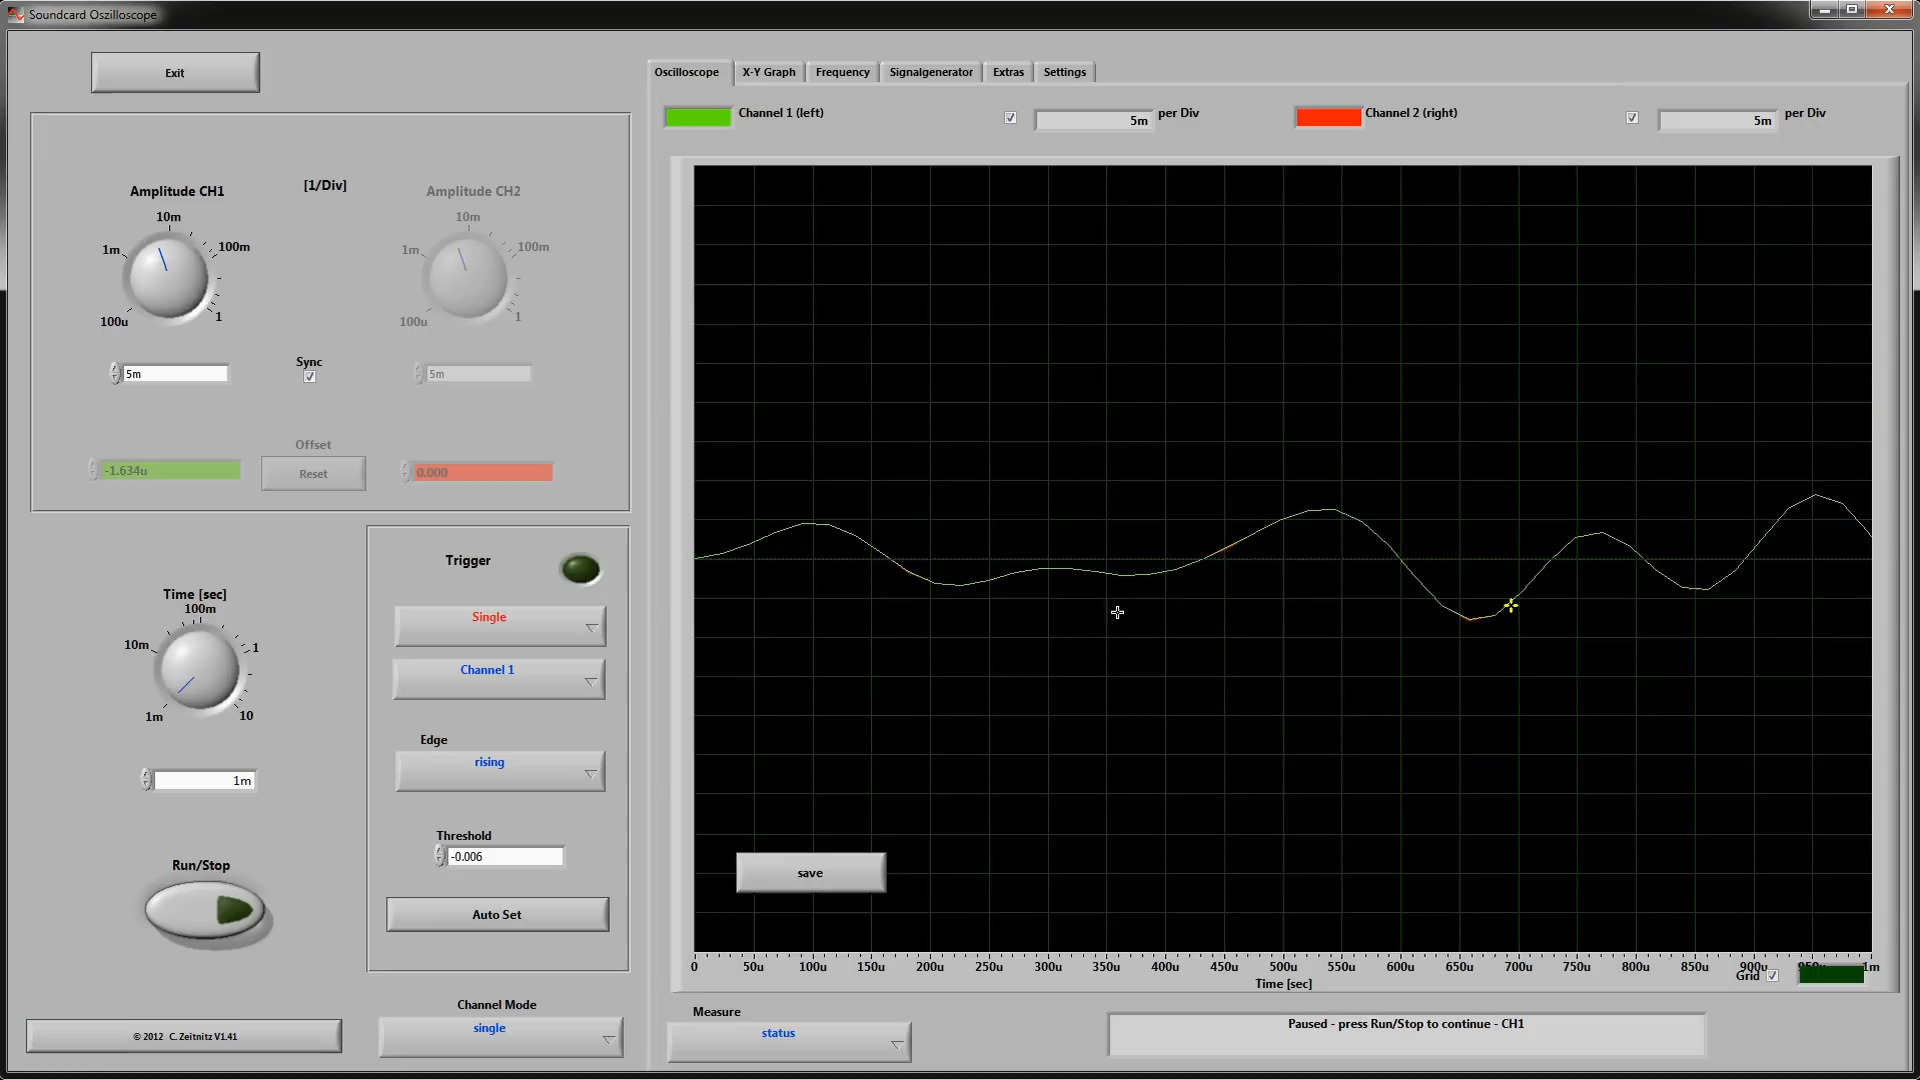 Soundcard Oszilloscope
Exit
Oscilloscope
X-Y Graph
Frequency
Signalgenerator
Extras
Settings
Channel 1 (left)
5m
per Div
Channel 2 (right)
5m
per Div
Amplitude CH1
[1/Div]
Amplitude CH2
10m
1m
100m
100u
1
10m
1m
100m
100u
1
5m
Sync
5m
Offset
-1.634u
Reset
0.000
Time [sec]
100m
10m
1
1m
10
1m
Run/Stop
Trigger
Single
Channel 1
Edge
rising
Threshold
-0.006
Auto Set
Channel Mode
single
© 2012 C. Zeitnitz V1.41
save
0 50u 100u 150u 200u 250u 300u 350u 400u 450u 500u 550u 600u 650u 700u 750u 800u 850u 900u 950u 1m
Time [sec]
Grid
Measure
status
Paused - press Run/Stop to continue - CH1